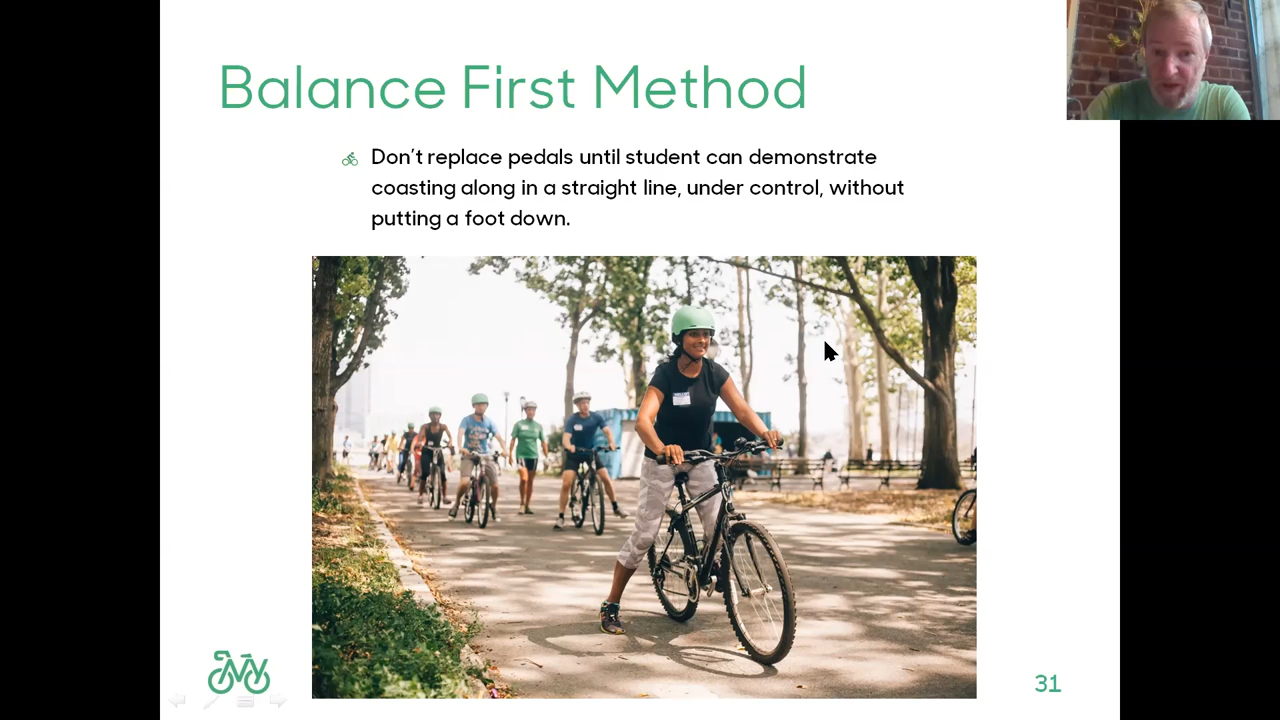 Balance First Method
Don't replace pedals until student can demonstrate
coasting along in a straight line, under control, without
putting a foot down.
HELLO
31